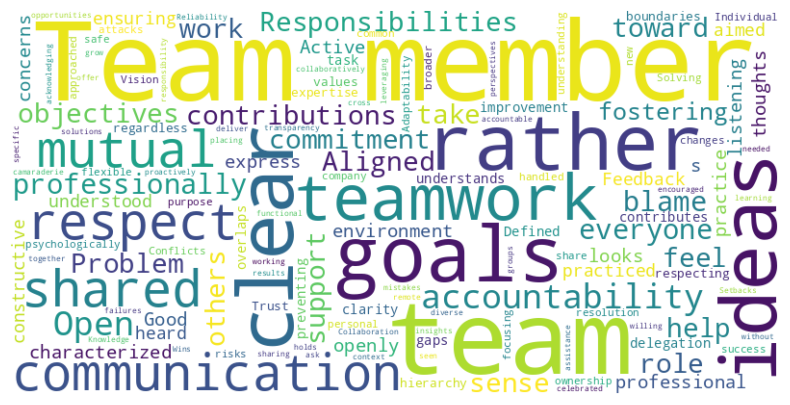 opportunities
ensuring
Reliability
work
Responsibilities
common
toward
boundaries
Individual
concerns
acknowledging
safe
grow
attacks
approached
offer
Vision
responsibility
Team member
Active
task
collaboratively
values
expertise
leveraging
Adaptability
broader
perspectives
understanding
new
Solving
aimed
thoughts
objectives
contributions
take
improvement
accountable
fostering
listening
specific
solutions
regardless
deliver
transparency
placing
commitment
rather
changes
needed
mutual
camaraderie
flexible
proactively
express
Aligned
company
understands
handled
Feedback
s
practice
ideas
professionally
understood
purpose
clear
teamwork
encouraged
blame
contributes
learning
respect
overlaps
functional
environment
goals
Defined
share
everyone
looks
feel
psychologically
Conflicts
constructive
Problem
others
working
groups
practiced
respecting
together
results
preventing
support
Trust
clarity
gaps
shared
mistakes
remote
accountability
Setbacks
Open
failures
Good
heard
Knowledge
personal
Collaboration
diverse
insights
team
focusing
resolution
willing
help
delegation
without
characterized
Wins
risks
holds
sharing
ask
openly
context
seen
assistance
role
success
communication
hierarchy
sense
celebrated
ownership
professional
cross